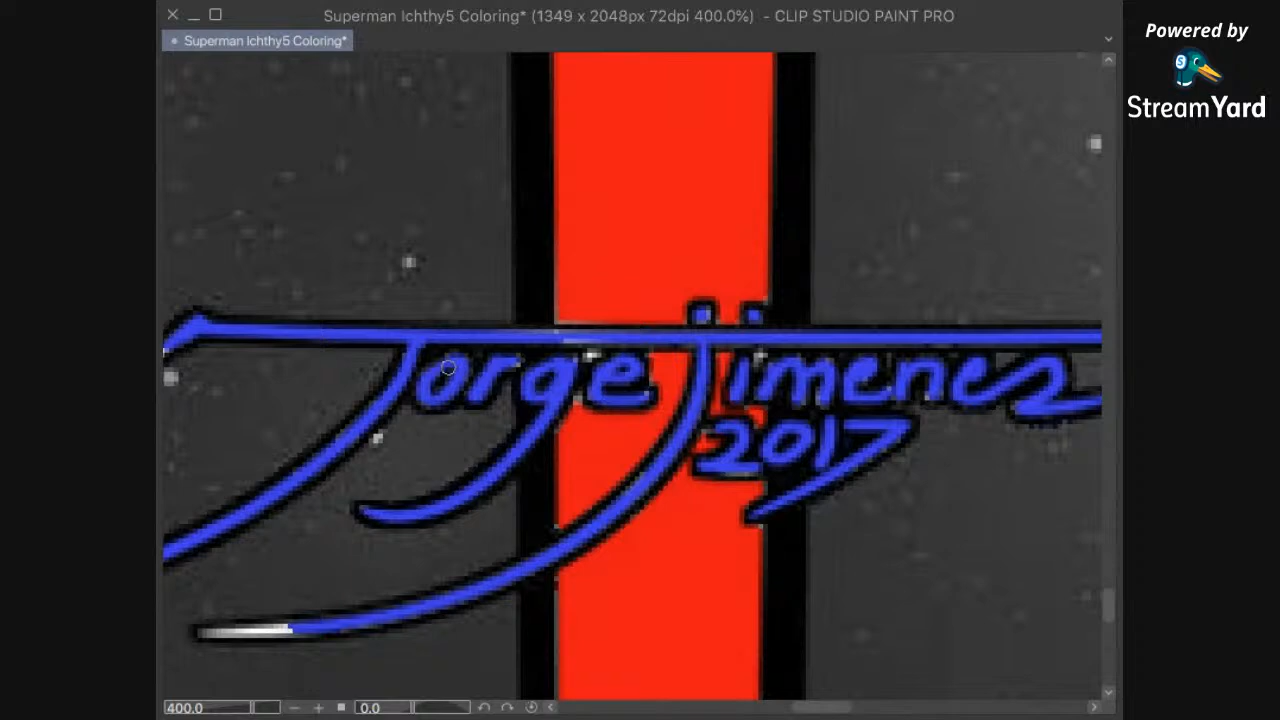 Superman Ichthy5 Coloring* (1349 x 2048px 72dpi 400.0%) - CLIP STUDIO PAINT PRO
Superman Ichthy5 Coloring*
Powered by
StreamYard
Jorge Jimenez
2017
400.0
0.0